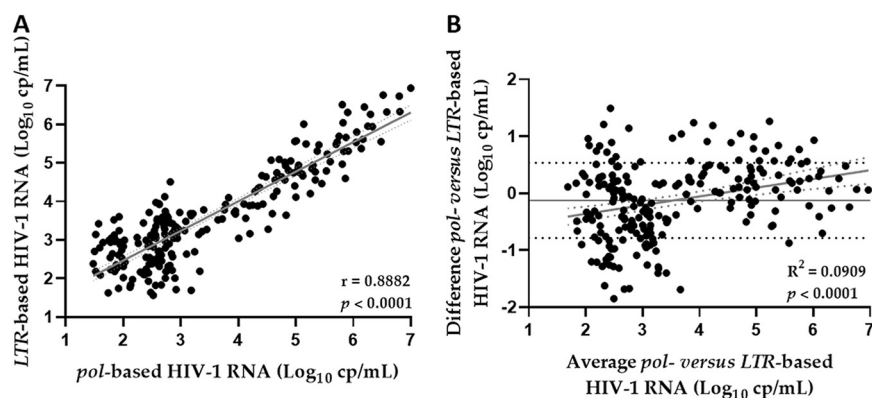 A
LTR-based HIV-1 RNA (Log10 cp/mL)
7
6
5
4
3
2
1
1 2 3 4 5 6 7
r = 0.8882
p < 0.0001
pol-based HIV-1 RNA (Log10 cp/mL)
B
Difference pol- versus LTR-based
HIV-1 RNA (Log10 cp/mL)
2
1
0
-1
-2
1 2 3 4 5 6 7
R2 = 0.0909
p < 0.0001
Average pol- versus LTR-based
HIV-1 RNA (Log10 cp/mL)